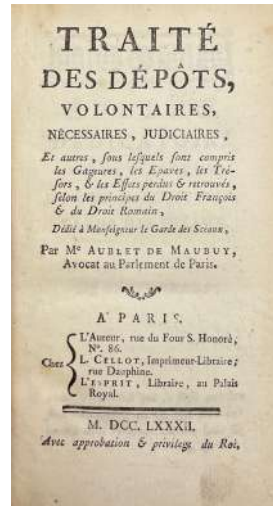 TRAITÉ
DES DÉPÔTS,
VOLONTAIRES,
NÉCESSAIRES, JUDICIAIRES,
Et autres, sous lesquels sont compris
les Gageures, les Epaves, les Tré-
sors, & les Effets perdus & retrouvés,
selon les principes du Droit François
& du Droit Romain,
Dédié à Monseigneur le Garde des Sceaux,
Par Me AUBLET DE MAUBUY,
Avocat au Parlement de Paris.
A PARIS,
Chez
L'Auteur, rue du Four S. Honoré,
N°. 86.
L. CELLOT, Imprimeur-Libraire;
rue Dauphine.
L'ESPRIT, Libraire, au Palais
Royal.
M. DCC. LXXXII.
Avec approbation & privilege du Roi,